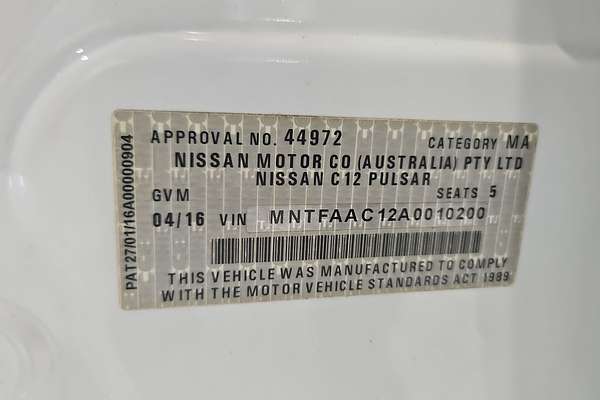 PAT27/01/16A00000904
APPROVAL NO. 44972 CATEGORY MA
NISSAN MOTOR CO (AUSTRALIA) PTY LTD
NISSAN C12 PULSAR
GVM SEATS 5
04/16 VIN MNTFAAC12A0010200
THIS VEHICLE WAS MANUFACTURED TO COMPLY
WITH THE MOTOR VEHICLE STANDARDS ACT 1989